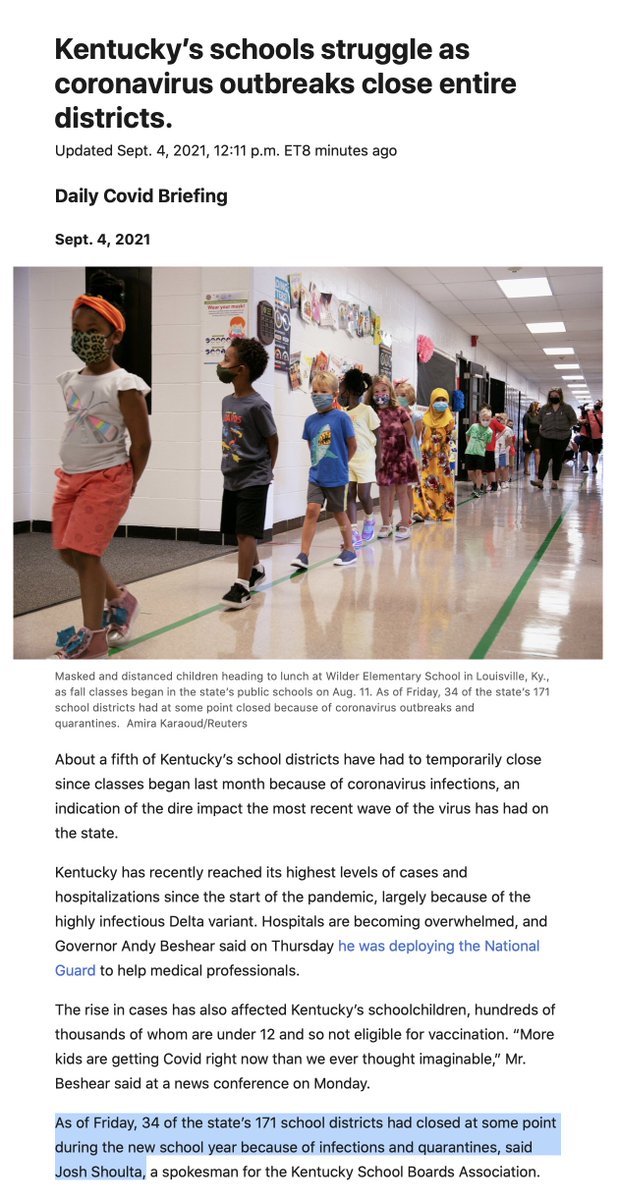 Kentucky’s schools struggle as
coronavirus outbreaks close entire
districts.
Updated Sept. 4, 2021, 12:11 p.m. ET8 minutes ago
Daily Covid Briefing
Sept. 4, 2021
Wear your mask!
Masked and distanced children heading to lunch at Wilder Elementary School in Louisville, Ky.,
as fall classes began in the state’s public schools on Aug. 11. As of Friday, 34 of the state’s 171
school districts had at some point closed because of coronavirus outbreaks and
quarantines.  Amira Karaoud/Reuters
About a fifth of Kentucky’s school districts have had to temporarily close
since classes began last month because of coronavirus infections, an
indication of the dire impact the most recent wave of the virus has had on
the state.
Kentucky has recently reached its highest levels of cases and
hospitalizations since the start of the pandemic, largely because of the
highly infectious Delta variant. Hospitals are becoming overwhelmed, and
Governor Andy Beshear said on Thursday he was deploying the National
Guard to help medical professionals.
The rise in cases has also affected Kentucky’s schoolchildren, hundreds of
thousands of whom are under 12 and so not eligible for vaccination. “More
kids are getting Covid right now than we ever thought imaginable,” Mr.
Beshear said at a news conference on Monday.
As of Friday, 34 of the state’s 171 school districts had closed at some point
during the new school year because of infections and quarantines, said
Josh Shoulta, a spokesman for the Kentucky School Boards Association.